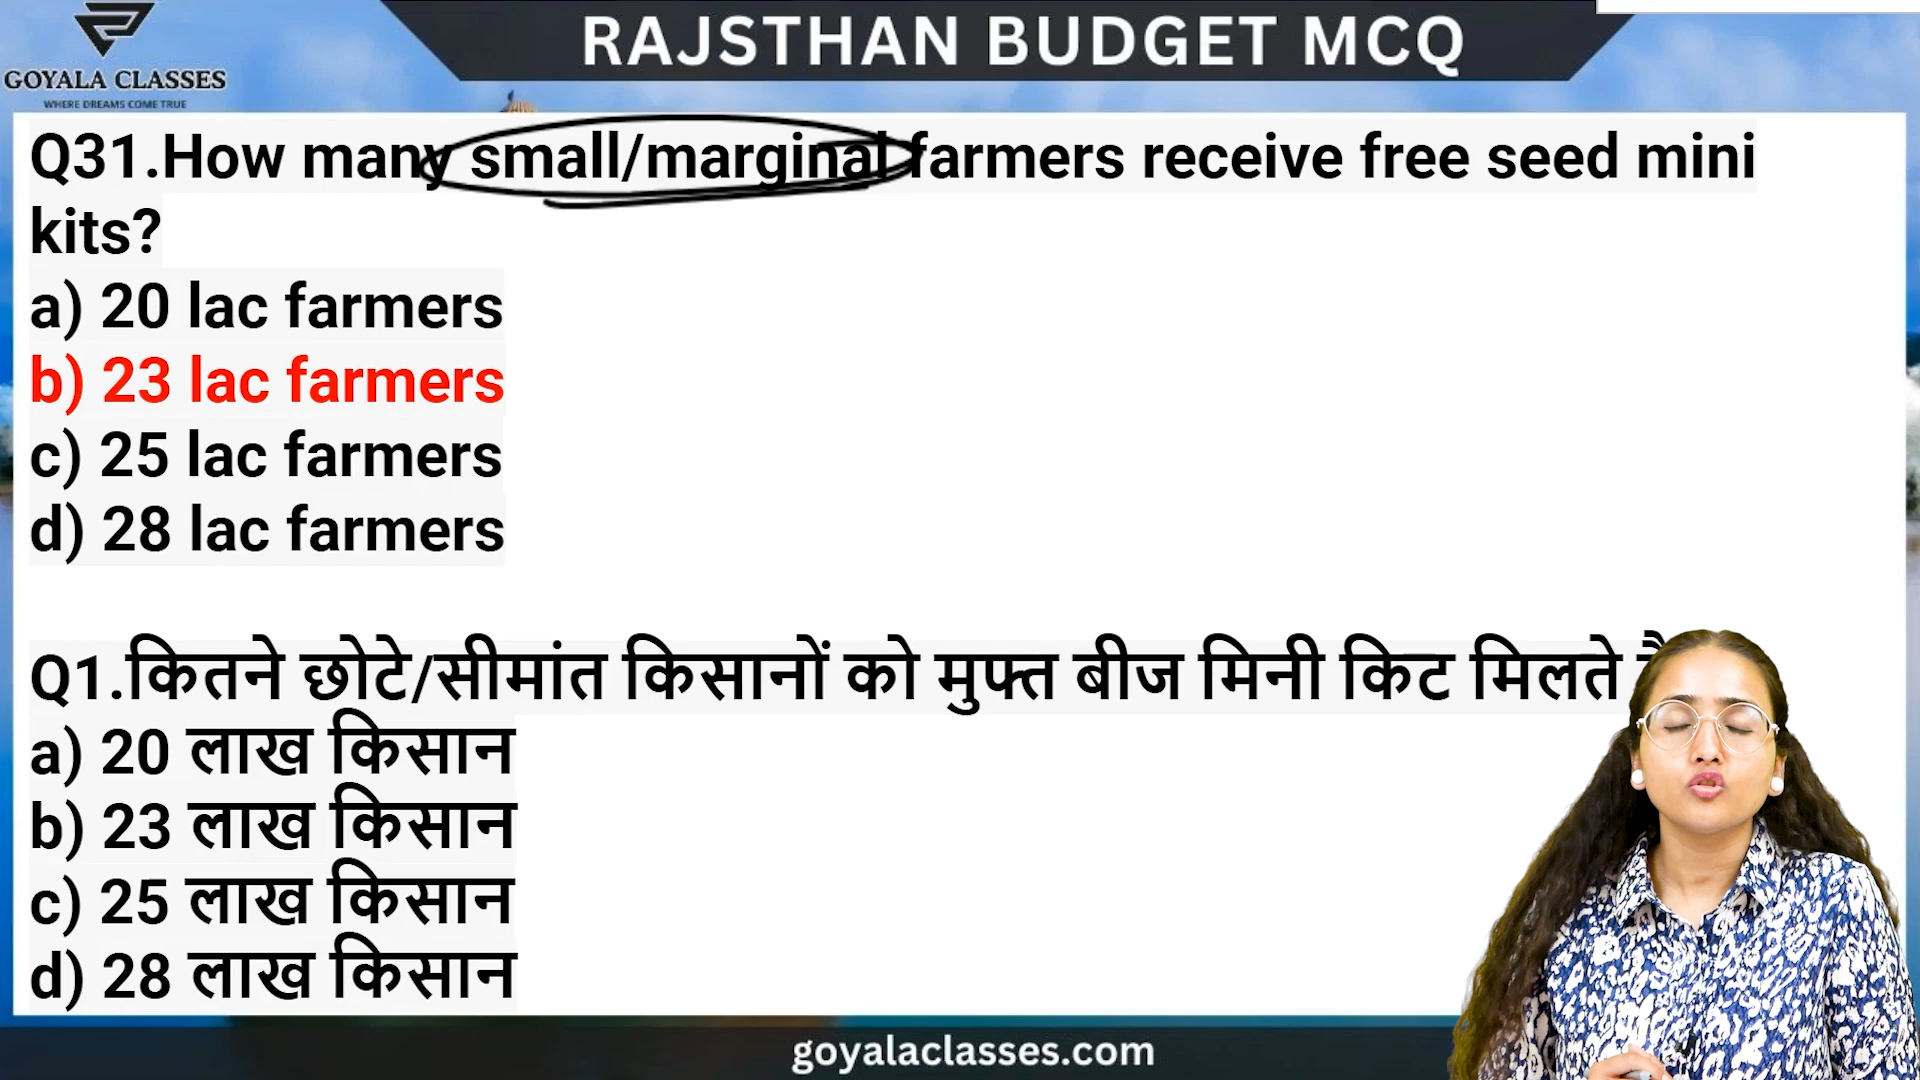 GOYALA CLASSES
WHERE DREAMS COME TRUE
RAJSTHAN BUDGET MCQ
Q31.How many small/marginal farmers receive free seed mini
kits?
a) 20 lac farmers
b) 23 lac farmers
c) 25 lac farmers
d) 28 lac farmers
Q1.कितने छोटे/सीमांत किसानों को मुफ्त बीज मिनी किट मिलते
a) 20 लाख किसान
b) 23 लाख किसान
c) 25 लाख किसान
d) 28 लाख किसान
goyalaclasses.com